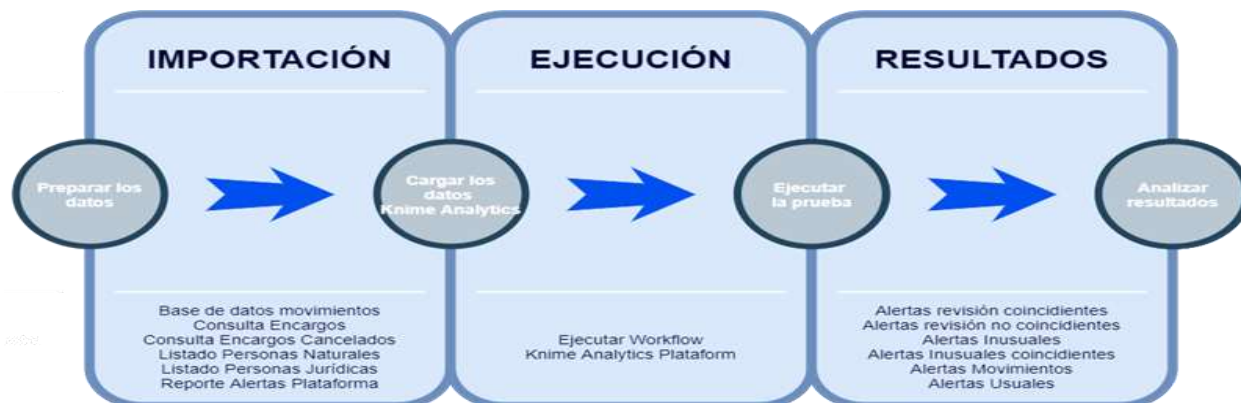 IMPORTACIÓN
EJECUCIÓN
RESULTADOS
Preparar los
datos
Cargar los
datos
Knime Analytics
Ejecutar
la prueba
Analizar
resultados
Base de datos movimientos
Consulta Encargos
Consulta Encargos Cancelados
Listado Personas Naturales
Listado Personas Jurídicas
Reporte Alertas Plataforma
Ejecutar Workflow
Knime Analytics Plataform
Alertas revisión coincidientes
Alertas revisión no coincidientes
Alertas Inusuales
Alertas Inusuales coincidientes
Alertas Movimientos
Alertas Usuales